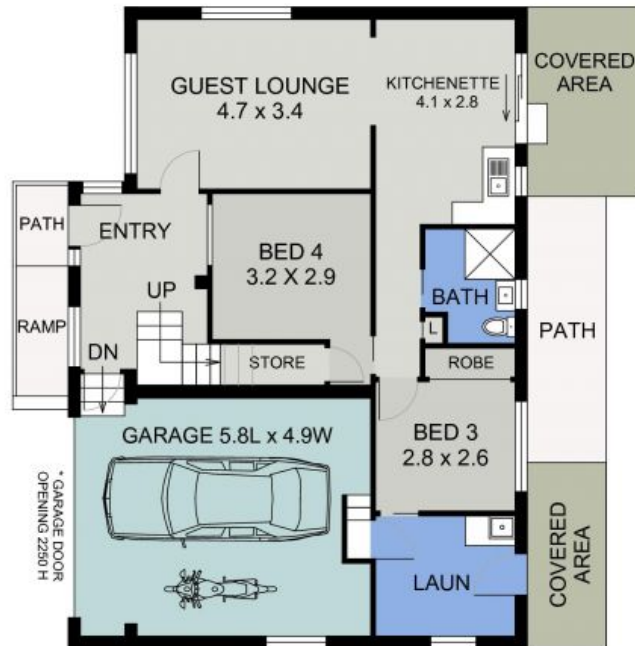 GUEST LOUNGE
4.7 x 3.4
KITCHENETTE
4.1 x 2.8
COVERED
AREA
PATH
ENTRY
BED 4
3.2 X 2.9
BATH
PATH
RAMP
UP
DN
STORE
L
ROBE
GARAGE 5.8L x 4.9W
BED 3
2.8 x 2.6
* GARAGE DOOR
OPENING 2250 H
LAUN
COVERED
AREA